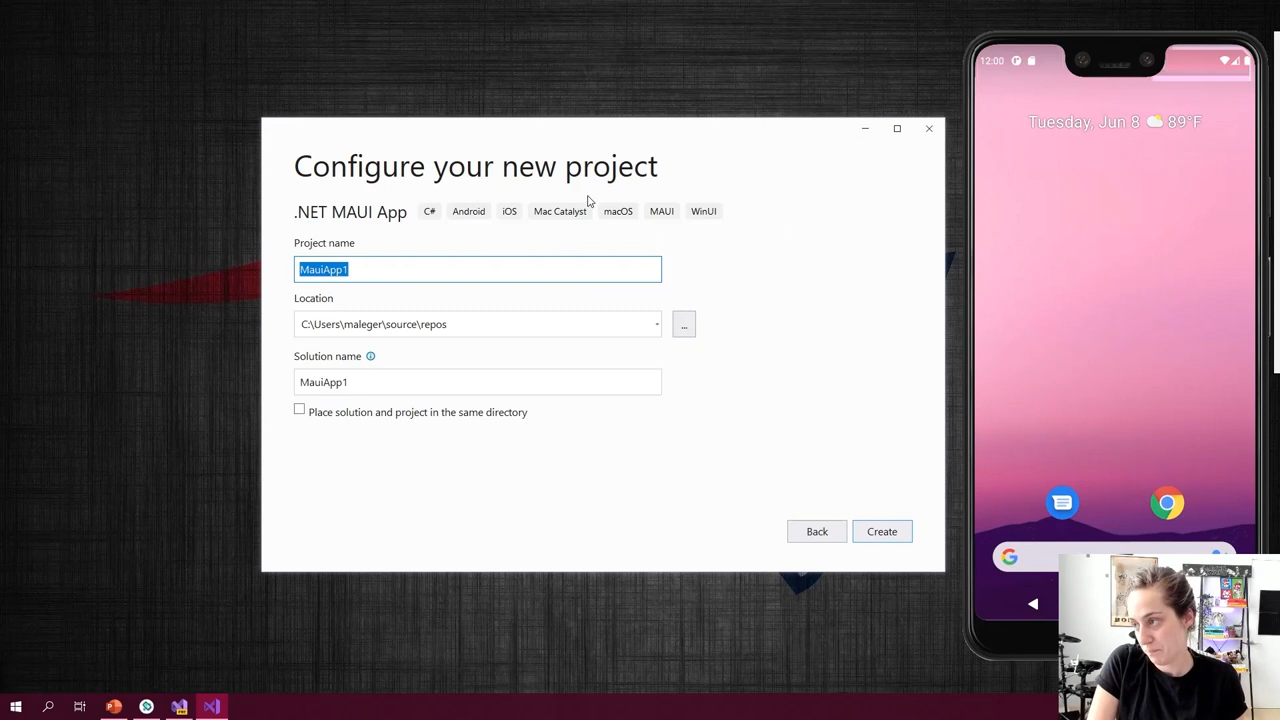 12:00
Tuesday, Jun 8 89°F
Configure your new project
.NET MAUI App C# Android iOS Mac Catalyst macOS MAUI WinUI
Project name
MauiApp1
Location
C:\Users\maleger\source\repos
...
Solution name
MauiApp1
Place solution and project in the same directory
Back Create